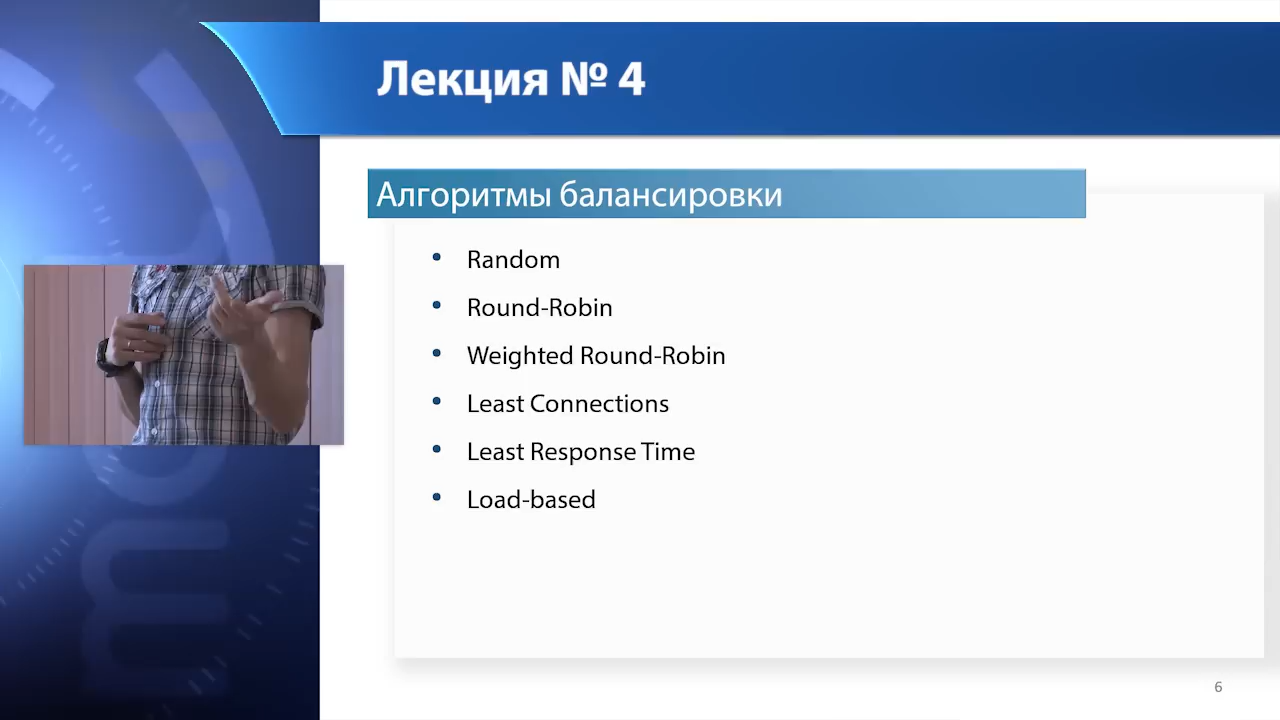 Лекция № 4
Алгоритмы балансировки
• Random
• Round-Robin
• Weighted Round-Robin
• Least Connections
• Least Response Time
• Load-based
6